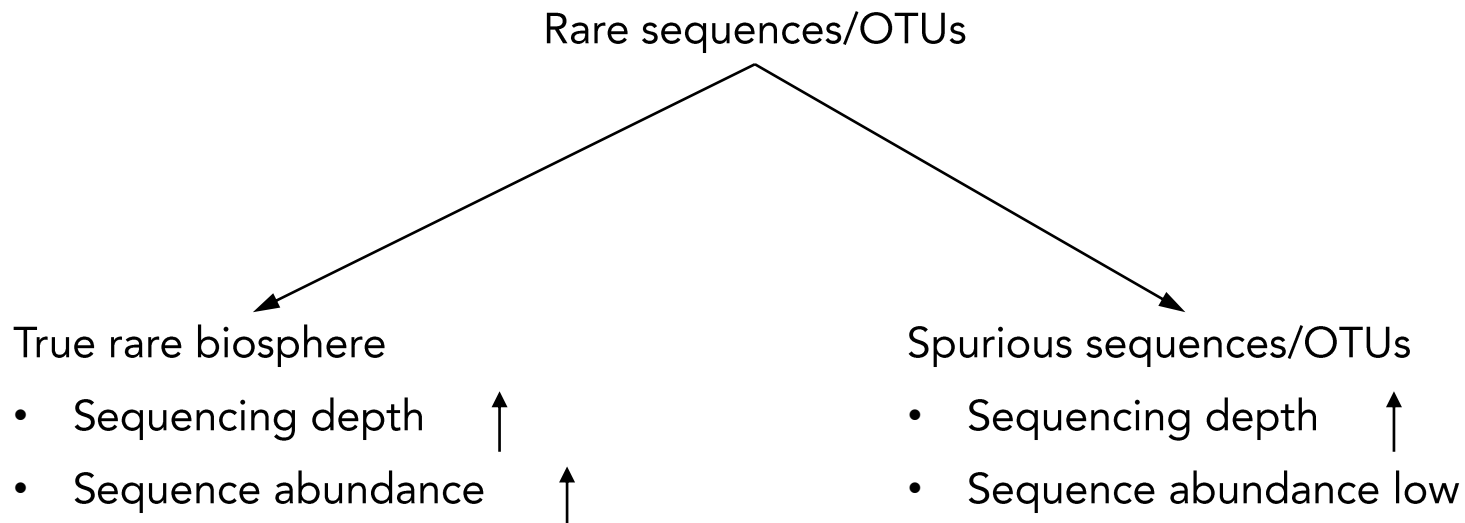 Rare sequences/OTUs
True rare biosphere
• Sequencing depth ↑
• Sequence abundance ↑
Spurious sequences/OTUs
• Sequencing depth ↑
• Sequence abundance low